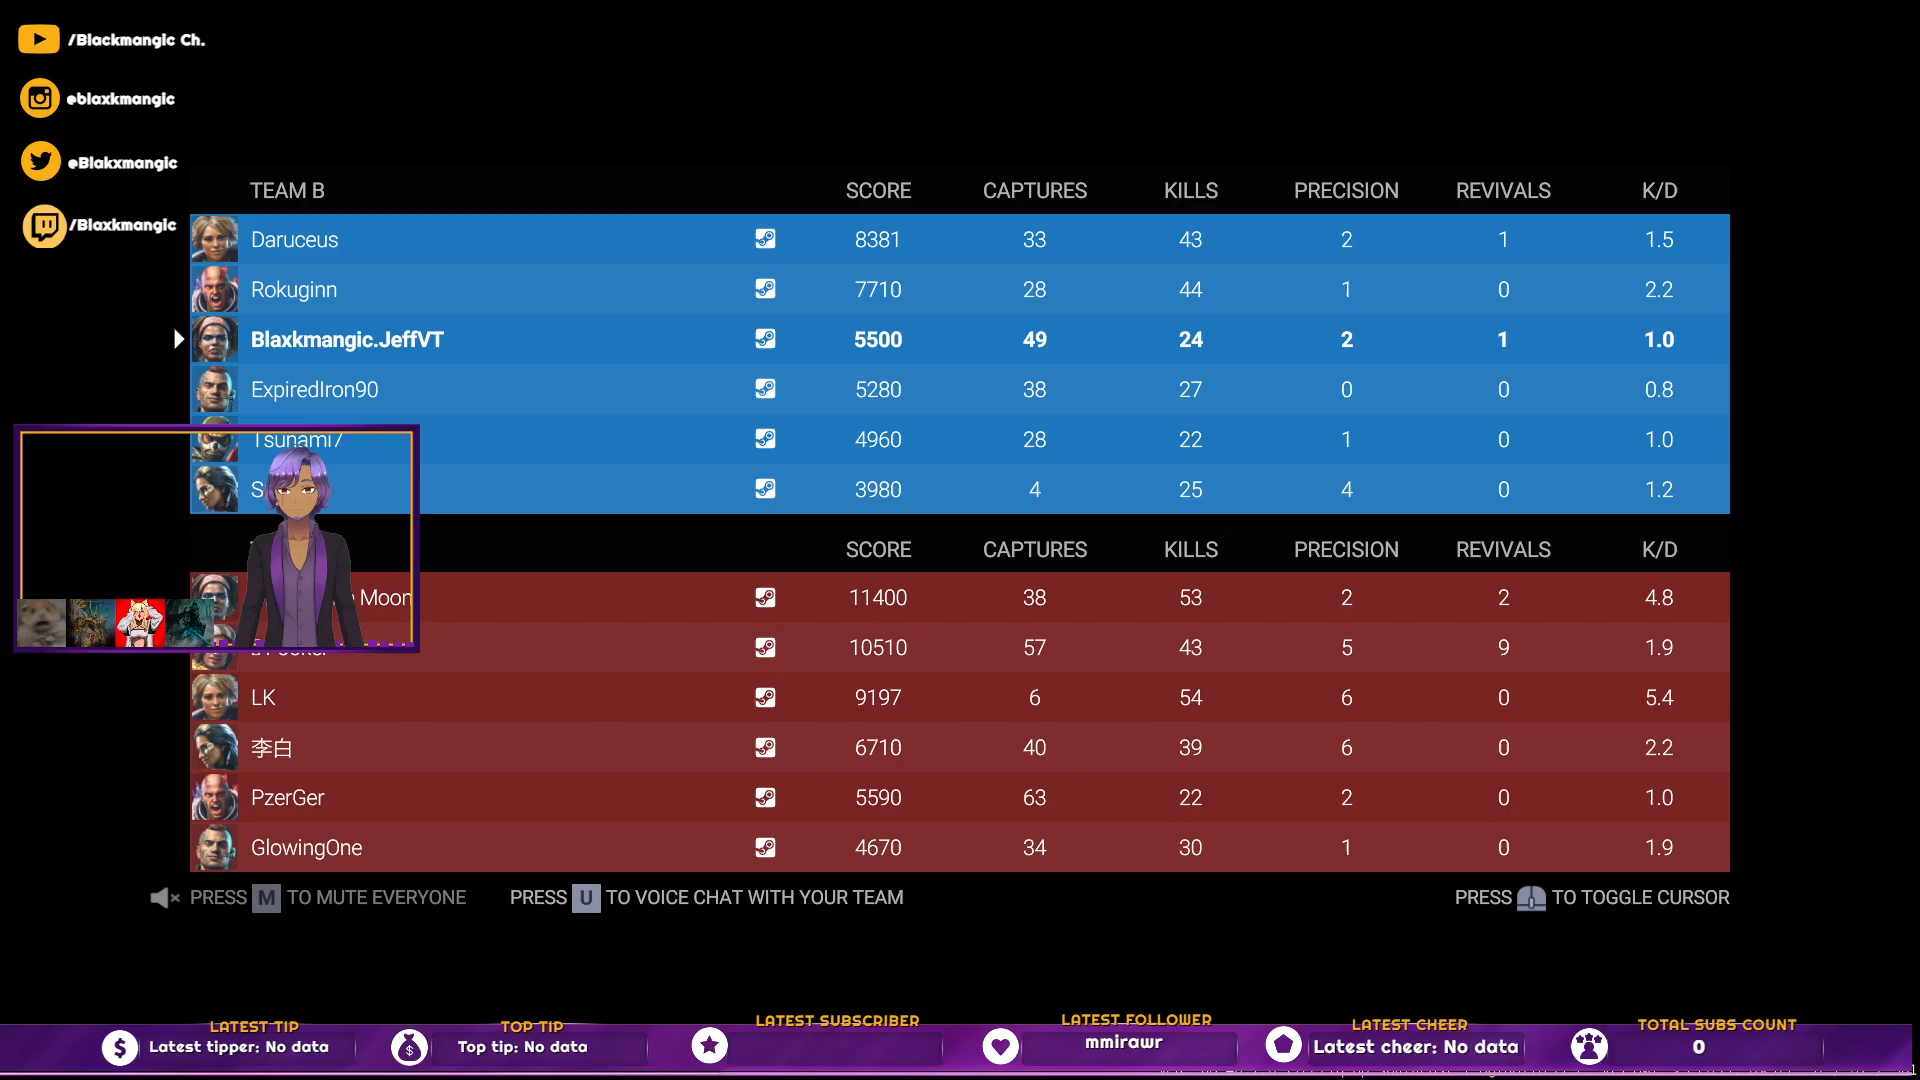 /Blackmangic Ch.
@blaxkmangic
@Blakxmangic
/Blaxkmangic
TEAM B SCORE CAPTURES KILLS PRECISION REVIVALS K/D
Daruceus 8381 33 43 2 1 1.5
Rokuginn 7710 28 44 1 0 2.2
Blaxkmangic.JeffVT 5500 49 24 2 1 1.0
ExpiredIron90 5280 38 27 0 0 0.8
Tsunami7 4960 28 22 1 0 1.0
3980 4 25 4 0 1.2
SCORE CAPTURES KILLS PRECISION REVIVALS K/D
Moon 11400 38 53 2 2 4.8
10510 57 43 5 9 1.9
LK 9197 6 54 6 0 5.4
李白 6710 40 39 6 0 2.2
PzerGer 5590 63 22 2 0 1.0
GlowingOne 4670 34 30 1 0 1.9
PRESS M TO MUTE EVERYONE PRESS U TO VOICE CHAT WITH YOUR TEAM PRESS TO TOGGLE CURSOR
LATEST TIP
Latest tipper: No data
TOP TIP
Top tip: No data
LATEST SUBSCRIBER
LATEST FOLLOWER
mmirawr
LATEST CHEER
Latest cheer: No data
TOTAL SUBS COUNT
0